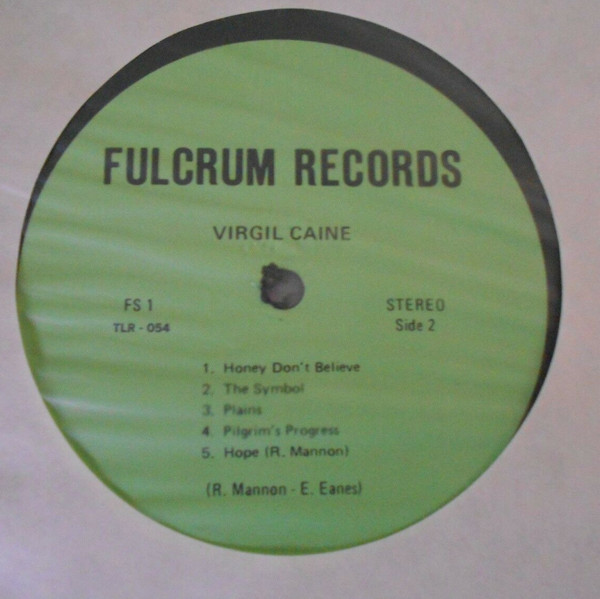 FULCRUM RECORDS
VIRGIL CAINE
FS 1
TLR - 054
STEREO
Side 2
1. Honey Don't Believe
2. The Symbol
3. Plains
4. Pilgrim's Progress
5. Hope (R. Mannon)
(R. Mannon - E. Eanes)